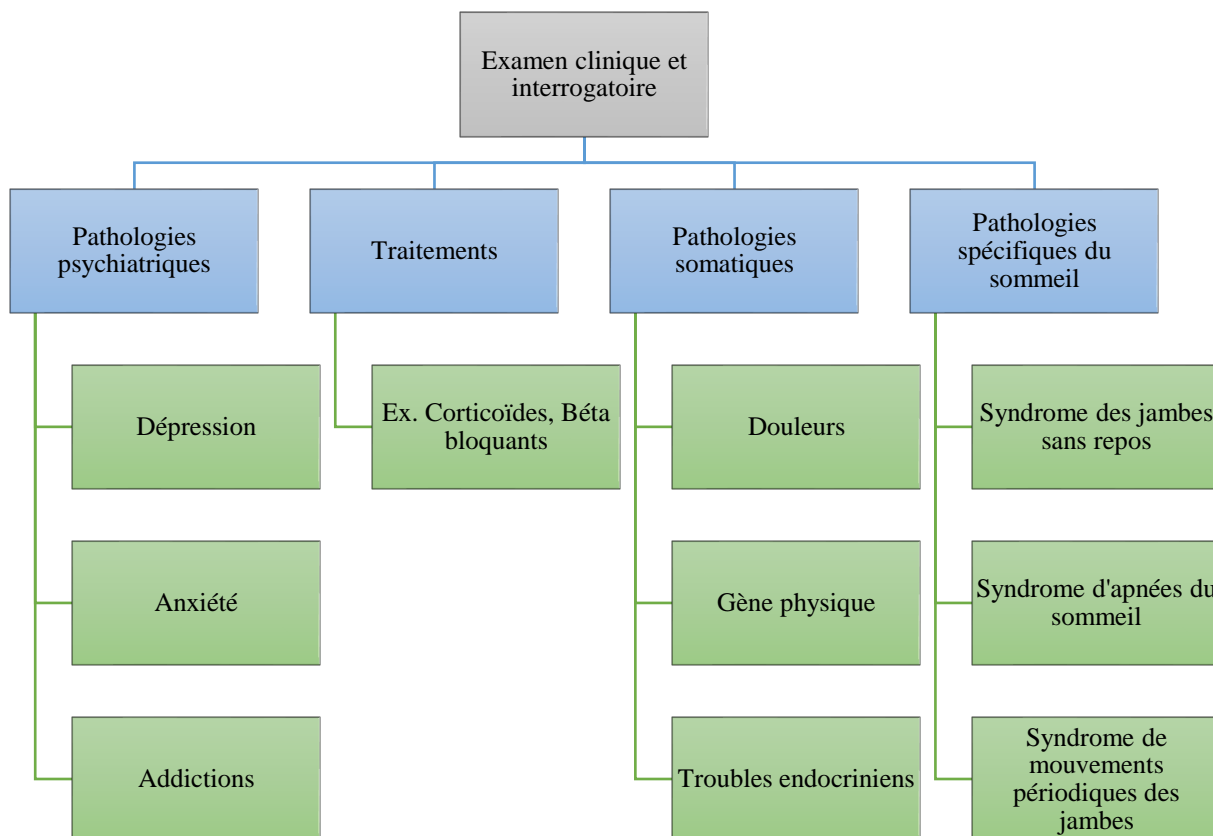 Examen clinique et
interrogatoire
Pathologies
psychiatriques
Traitements
Pathologies
somatiques
Pathologies
spécifiques du
sommeil
Dépression
Ex. Corticoïdes, Béta
bloquants
Douleurs
Syndrome des jambes
sans repos
Anxiété
Gène physique
Syndrome d'apnées du
sommeil
Addictions
Troubles endocriniens
Syndrome de
mouvements
périodiques des
jambes